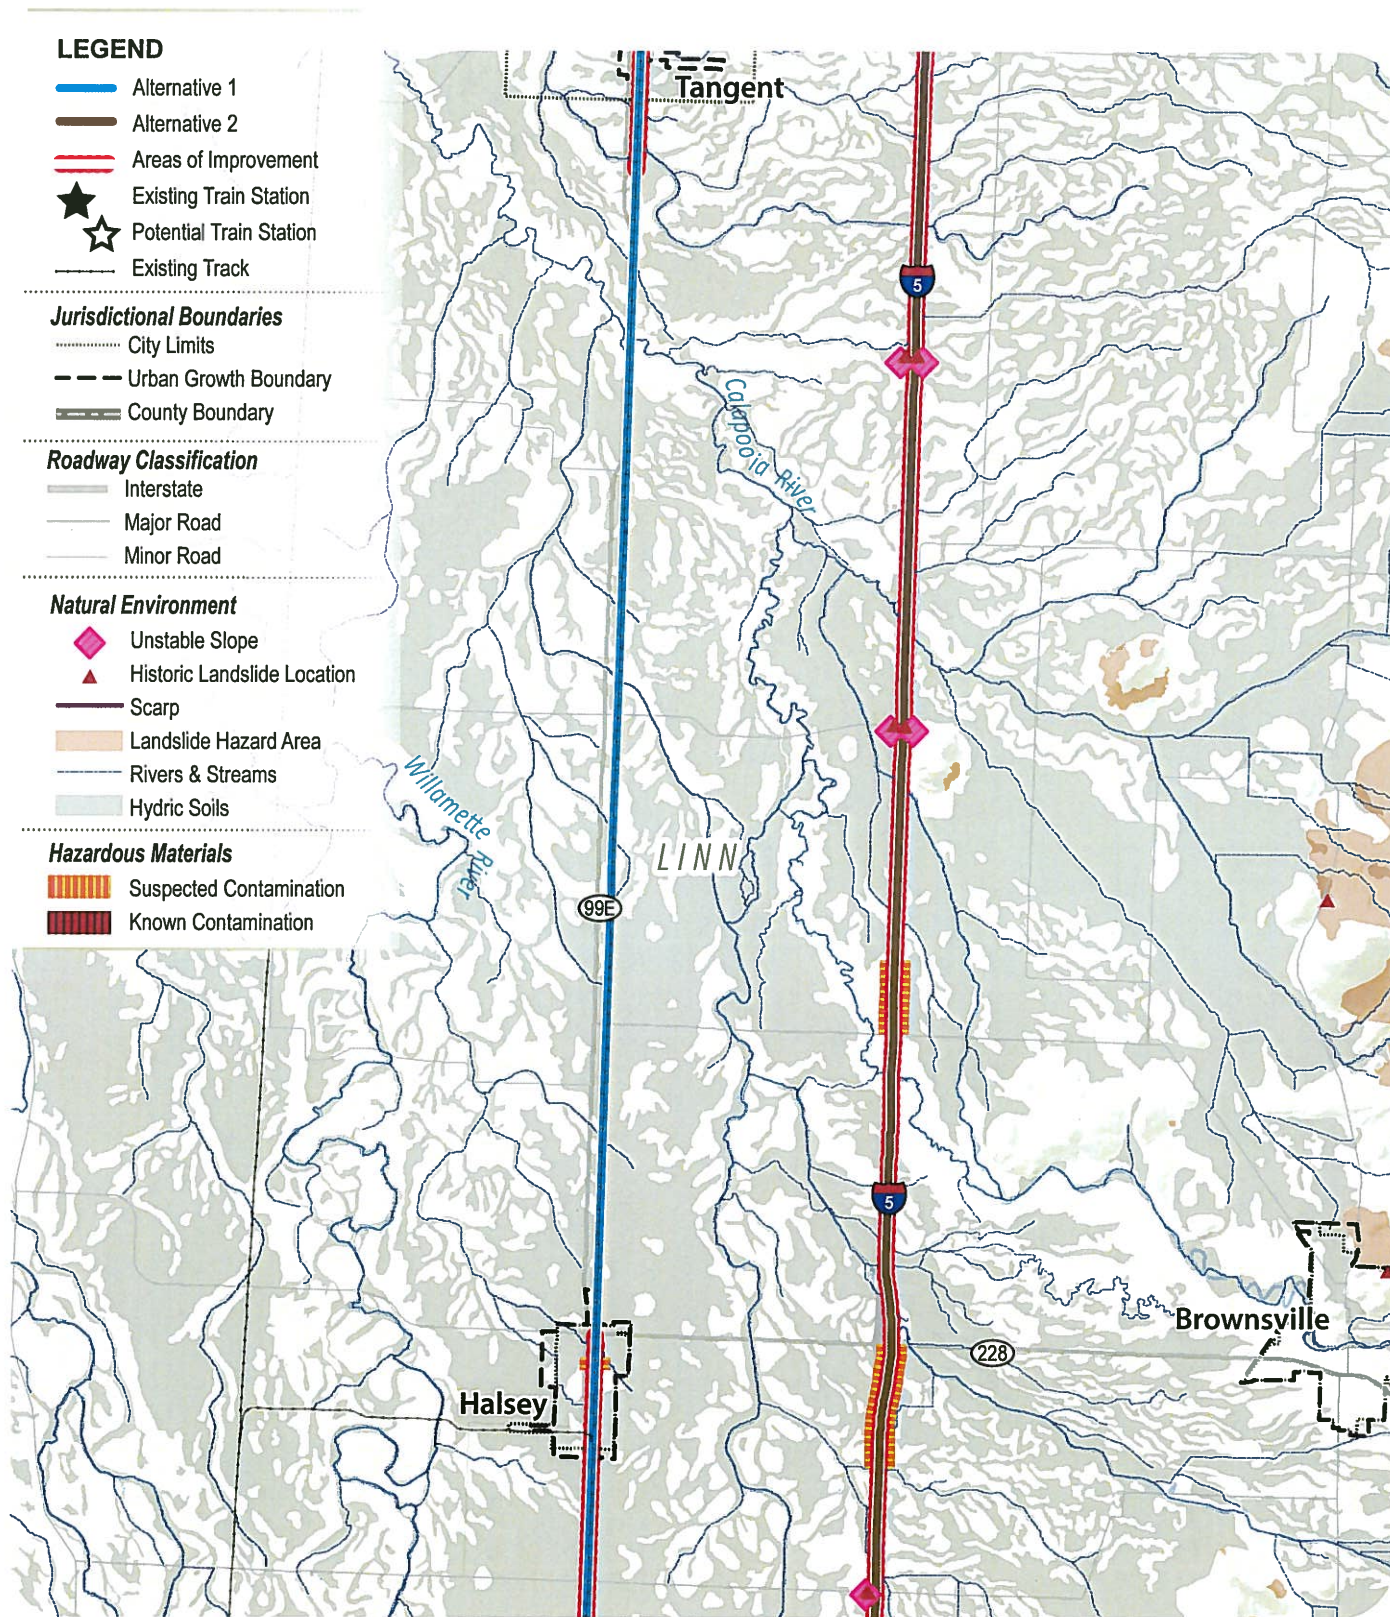 LEGEND
Alternative 1
Alternative 2
Areas of Improvement
Existing Train Station
Potential Train Station
Existing Track
Jurisdictional Boundaries
City Limits
Urban Growth Boundary
County Boundary
Roadway Classification
Interstate
Major Road
Minor Road
Natural Environment
Unstable Slope
Historic Landslide Location
Scarp
Landslide Hazard Area
Rivers & Streams
Hydric Soils
Hazardous Materials
Suspected Contamination
Known Contamination
Tangent
5
Calapooia River
Willamette River
LINN
99E
5
Brownsville
228
Halsey